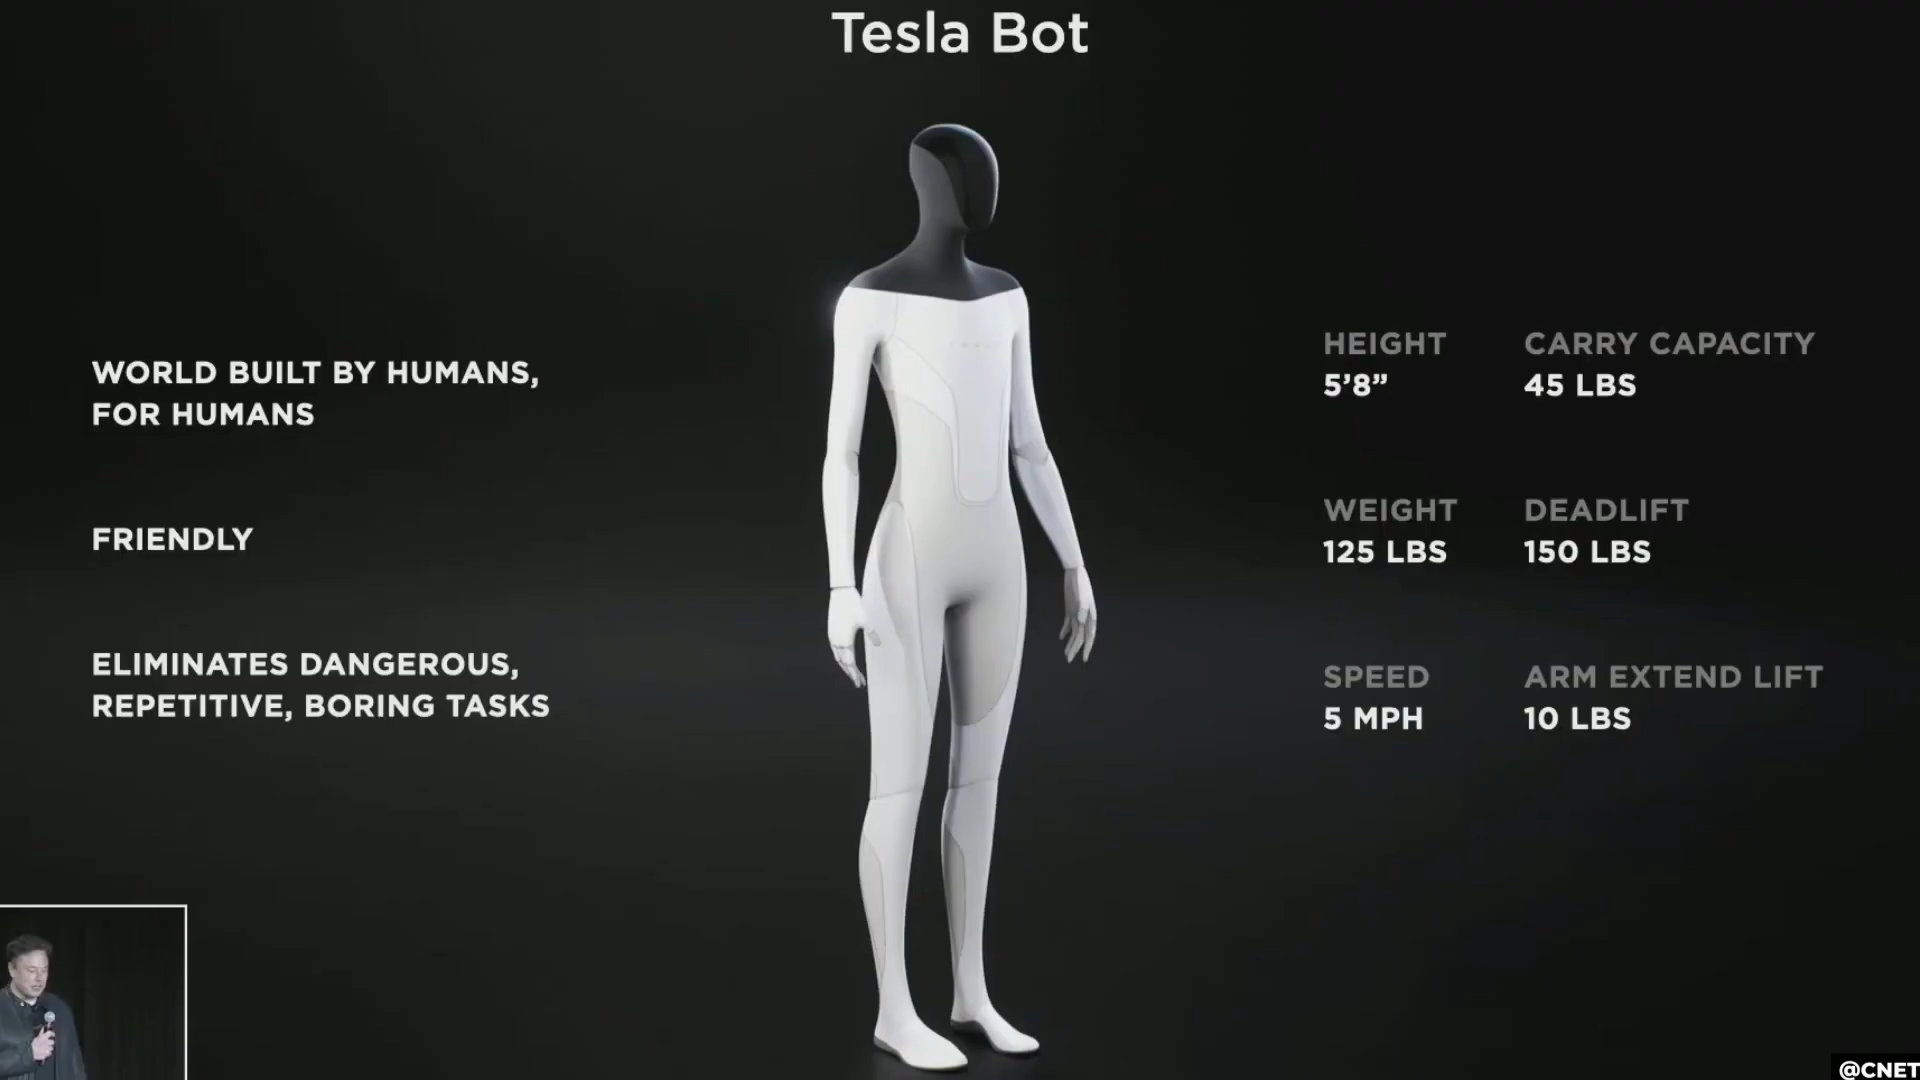 Tesla Bot
WORLD BUILT BY HUMANS,
FOR HUMANS
FRIENDLY
ELIMINATES DANGEROUS,
REPETITIVE, BORING TASKS
HEIGHT
5’8”
CARRY CAPACITY
45 LBS
WEIGHT
125 LBS
DEADLIFT
150 LBS
SPEED
5 MPH
ARM EXTEND LIFT
10 LBS
@CNET